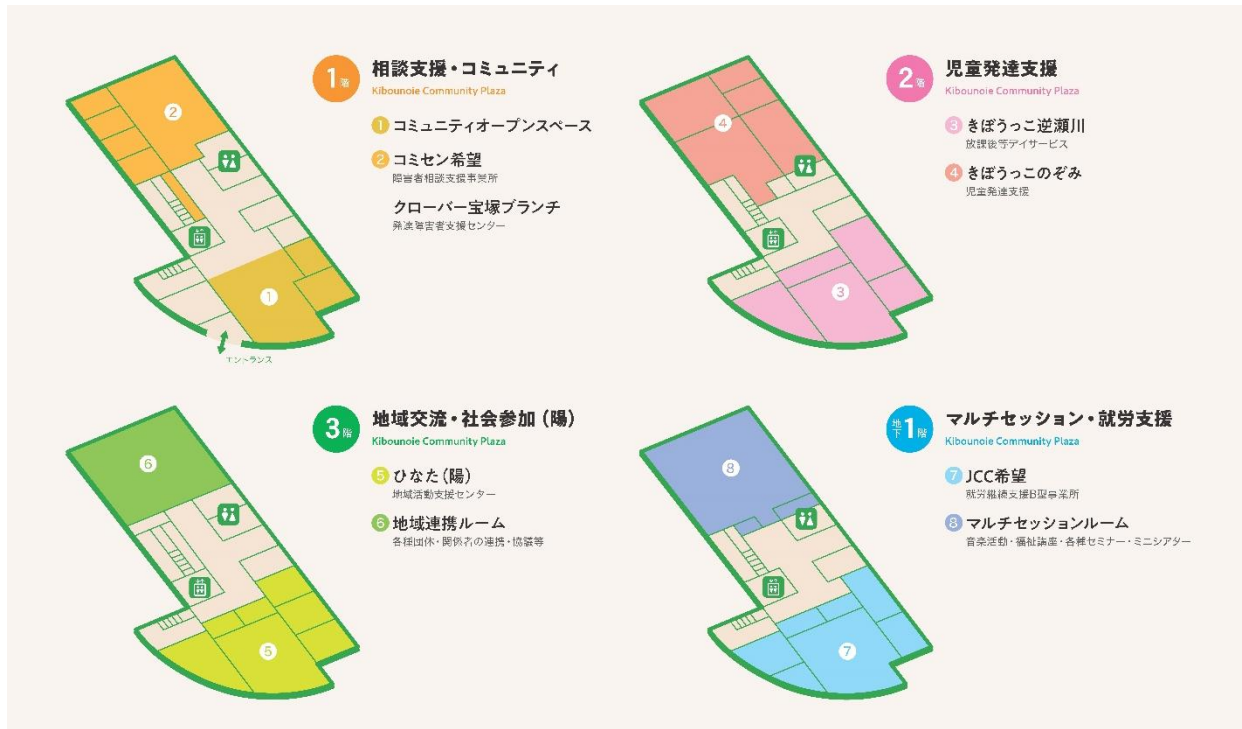 1階 相談支援・コミュニティ
Kibounoie Community Plaza
1 コミュニティオープンスペース
2 コミセン希望
障害者相談支援事業所
クローバー宝塚ブランチ
発達障害者支援センター
2
1
エントランス
2階 児童発達支援
Kibounoie Community Plaza
3 きぼうっこ逆瀬川
放課後等デイサービス
4 きぼうっこのぞみ
児童発達支援
4
3
3階 地域交流・社会参加(陽)
Kibounoie Community Plaza
5 ひなた(陽)
地域活動支援センター
6 地域連携ルーム
各種団体・関係者の連携・協議等
6
5
地下1階 マルチセッション・就労支援
Kibounoie Community Plaza
7 JCC希望
就労継続支援B型事業所
8 マルチセッションルーム
音楽活動・福祉講座・各種セミナー・ミニシアター
8
7